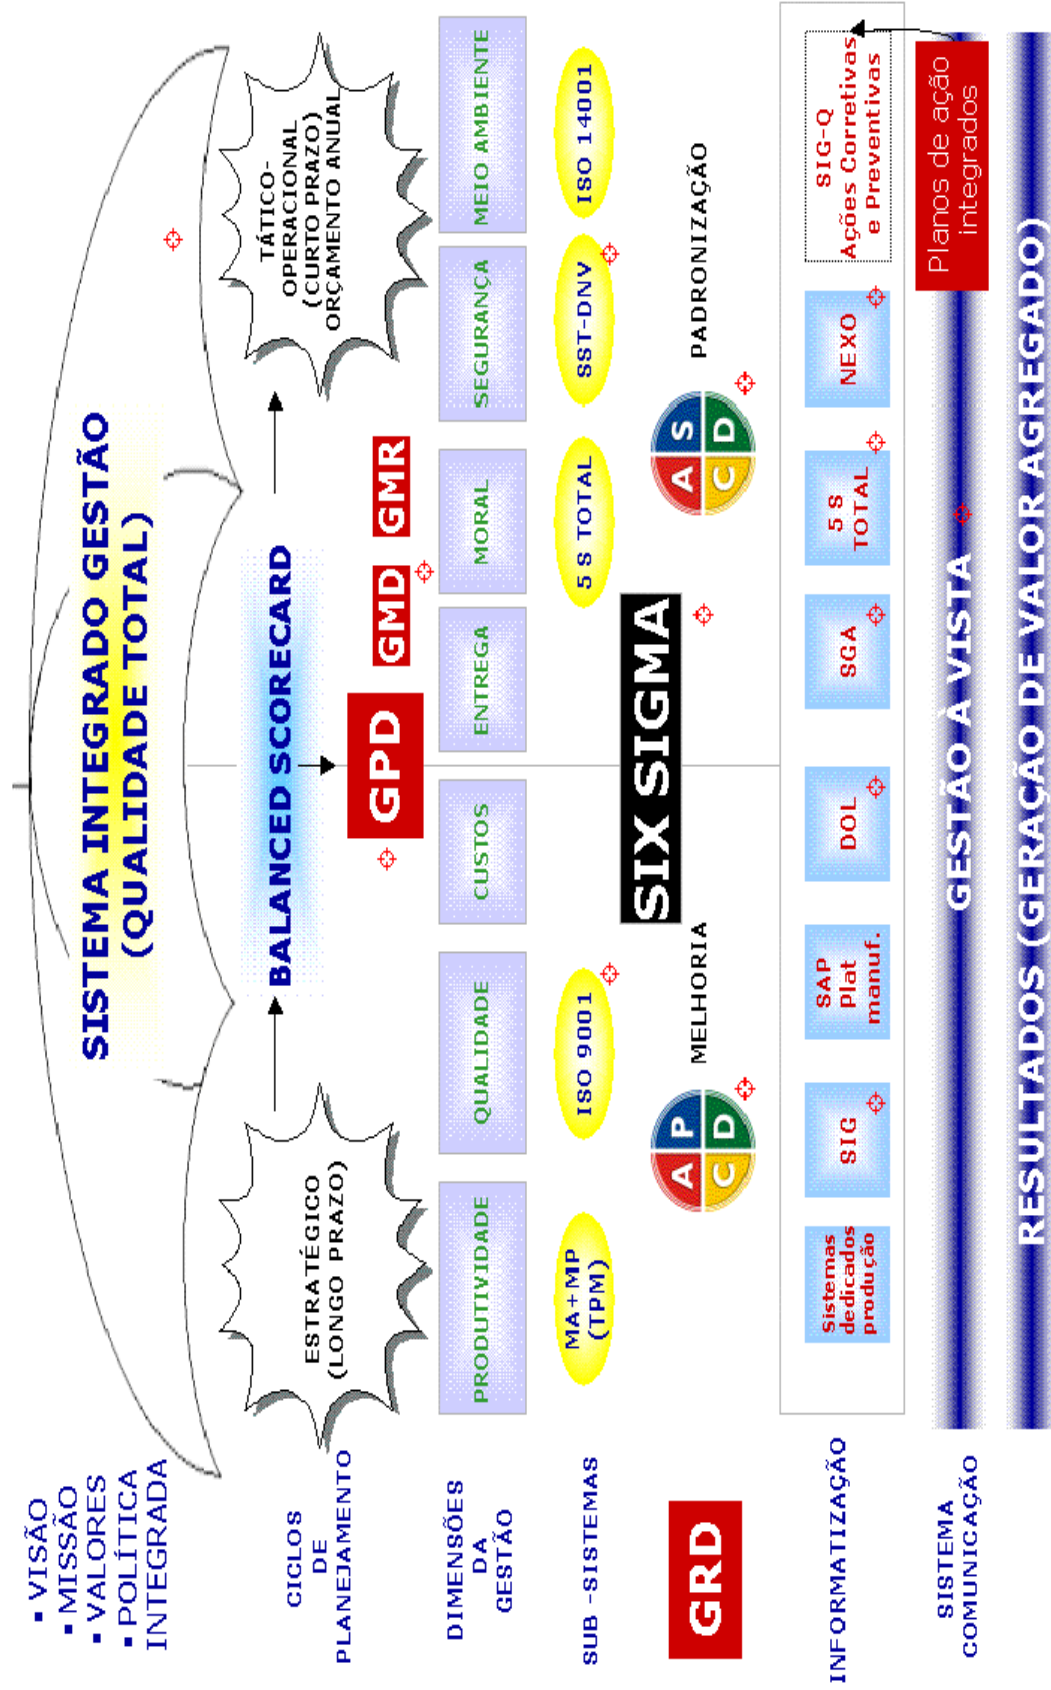 ▪ VISÃO
▪ MISSÃO
▪ VALORES
▪ POLÍTICA
INTEGRADA
SISTEMA INTEGRADO GESTÃO
(QUALIDADE TOTAL)
CICLOS
DE
PLANEJAMENTO
ESTRATÉGICO
(LONGO PRAZO)
BALANCED SCORECARD
TÁTICO-
OPERACIONAL
(CURTO PRAZO)
ORÇAMENTO ANUAL
GPD
GMD
GMR
DIMENSÕES
DA
GESTÃO
PRODUTIVIDADE
QUALIDADE
CUSTOS
ENTREGA
MORAL
SEGURANÇA
MEIO AMBIENTE
SUB -SISTEMAS
MA+MP
(TPM)
ISO 9001
5 S TOTAL
SST-DNV
ISO 14001
GRD
A P
C D
MELHORIA
SIX SIGMA
A S
C D
PADRONIZAÇÃO
INFORMATIZAÇÃO
Sistemas
dedicados
produção
SIG
SAP
Plat
manuf.
DOL
SGA
5 S
TOTAL
NEXO
SIG-Q
Ações Corretivas
e Preventivas
SISTEMA
COMUNICAÇÃO
GESTÃO À VISTA
Planos de ação
integrados
RESULTADOS (GERAÇÃO DE VALOR AGREGADO)